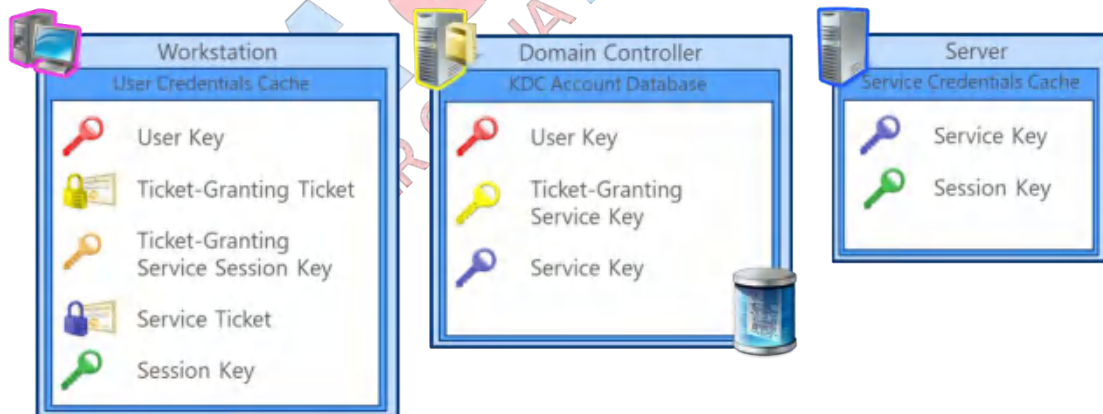 Workstation
User Credentials Cache
User Key
Ticket-Granting Ticket
Ticket-Granting
Service Session Key
Service Ticket
Session Key
Domain Controller
KDC Account Database
User Key
Ticket-Granting
Service Key
Service Key
Server
Service Credentials Cache
Service Key
Session Key